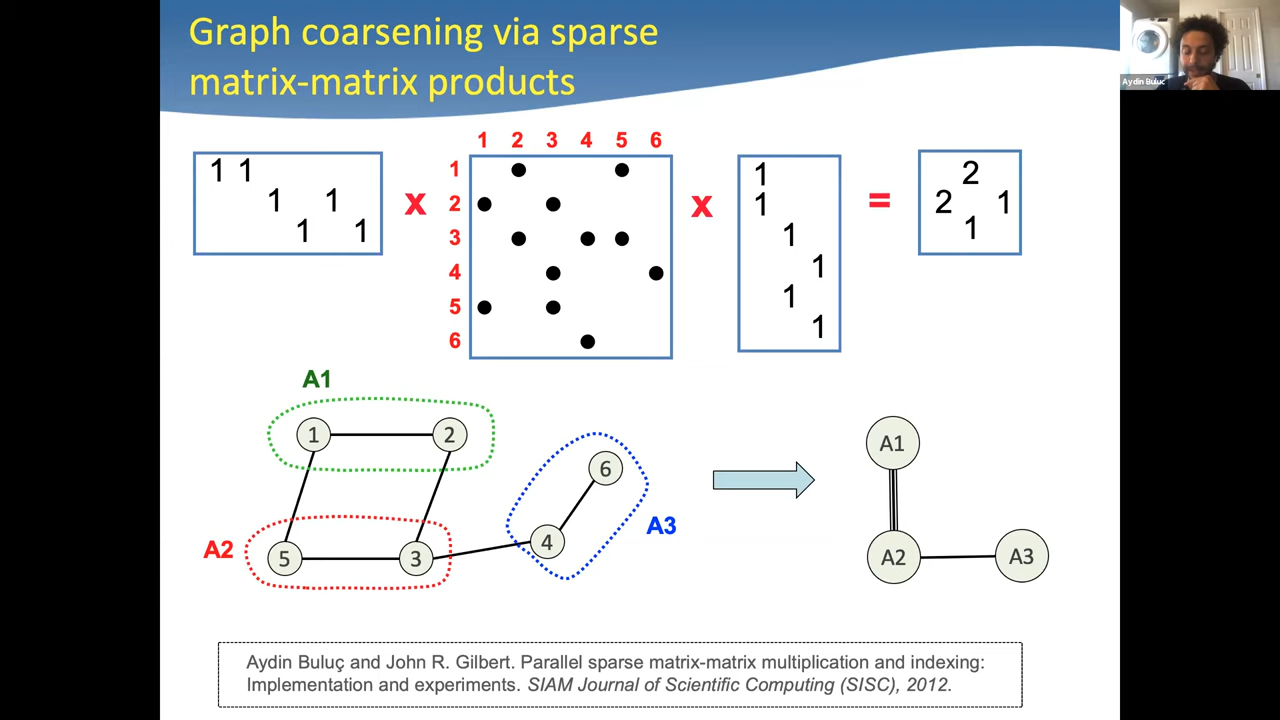 Graph coarsening via sparse
matrix-matrix products
Aydin Buluc
1 2 3 4 5 6
1 1
1 1
1 1
x
1
2
3
4
5
6
x
1
1
1
1
1
1
=
2
2 1
1
A1
1 2
6
A3
4
A2
5 3
A1
A2 A3
Aydin Buluç and John R. Gilbert. Parallel sparse matrix-matrix multiplication and indexing:
Implementation and experiments. SIAM Journal of Scientific Computing (SISC), 2012.